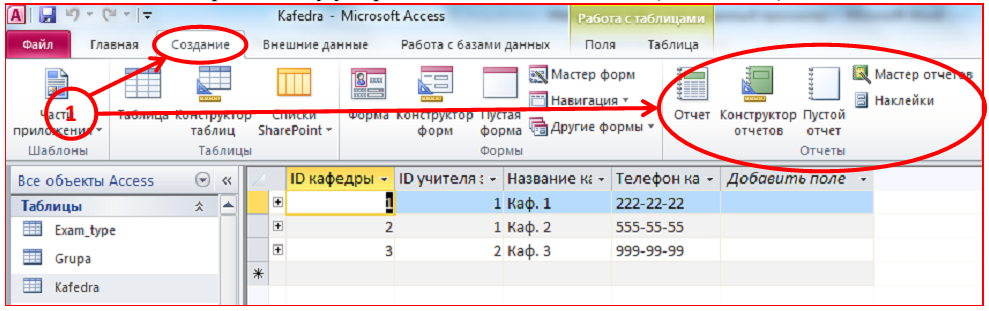 Kafedra - Microsoft Access
Работа с таблицами
Файл Главная Создание Внешние данные Работа с базами данных Поля Таблица
1
Части приложения
Таблица
Конструктор таблиц
Списки SharePoint
Форма
Конструктор форм
Пустая форма
Мастер форм
Навигация
Другие формы
Отчет
Конструктор отчетов
Пустой отчет
Мастер отчетов
Наклейки
Шаблоны Таблицы Формы Отчеты
Все объекты Access
Таблицы
Exam_type
Grupa
Kafedra
ID кафедры ID учителя Название ка Телефон ка Добавить поле
1 1 Каф. 1 222-22-22
2 1 Каф. 2 555-55-55
3 2 Каф. 3 999-99-99